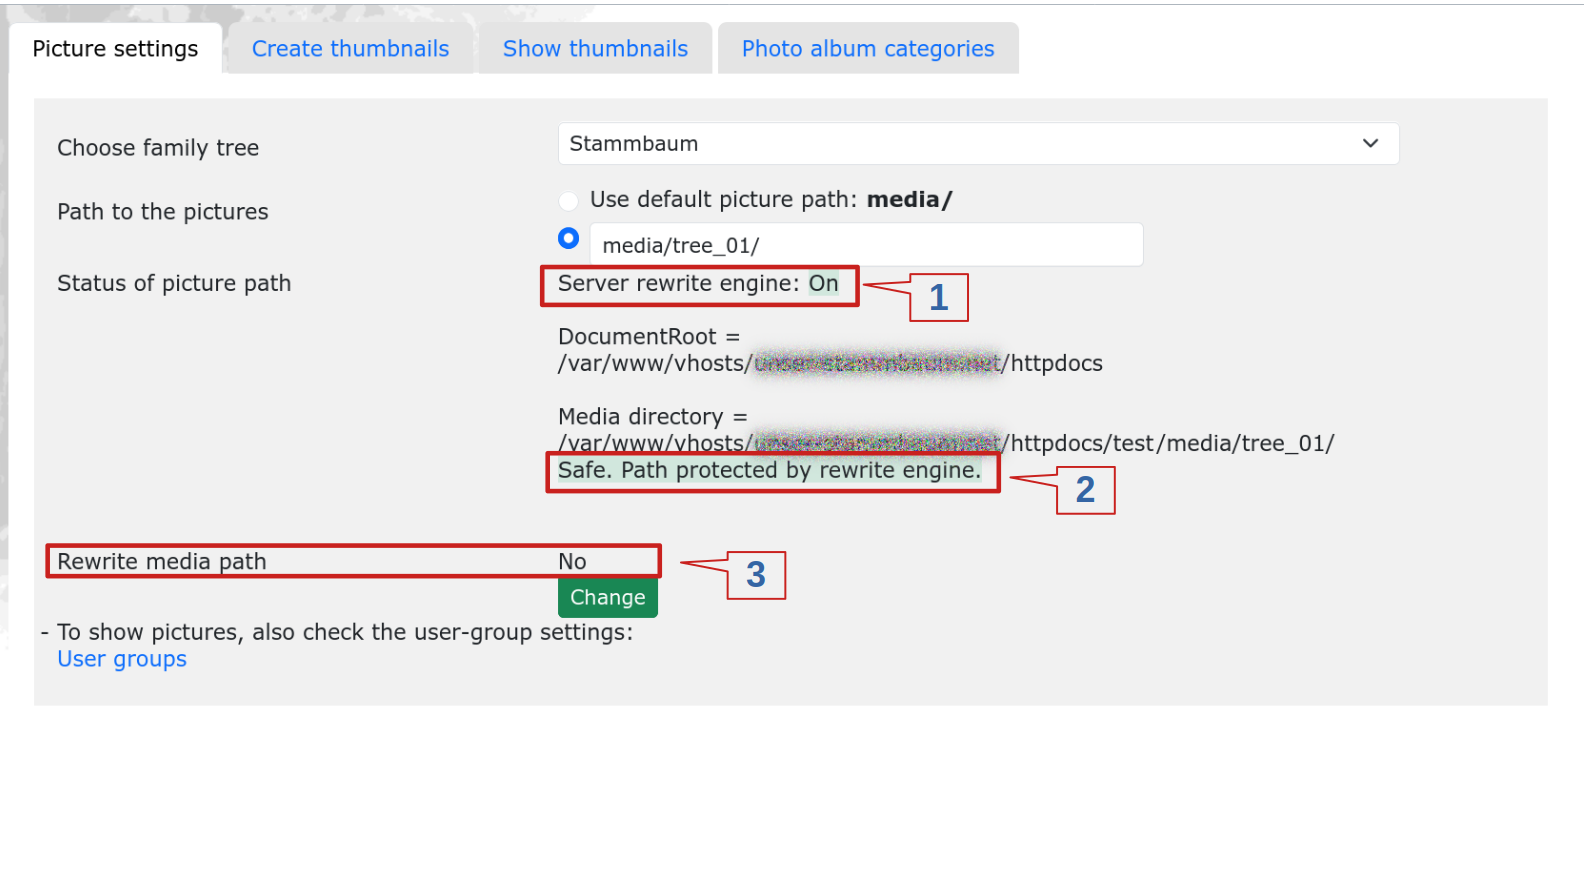 Picture settings Create thumbnails Show thumbnails Photo album categories
Choose family tree Stammbaum
Path to the pictures Use default picture path: media/
media/tree_01/
Status of picture path Server rewrite engine: On
1
DocumentRoot =
/var/www/vhosts/ /httpdocs
Media directory =
/var/www/vhosts/ /httpdocs/test/media/tree_01/
Safe. Path protected by rewrite engine.
2
Rewrite media path No
3
Change
- To show pictures, also check the user-group settings:
User groups